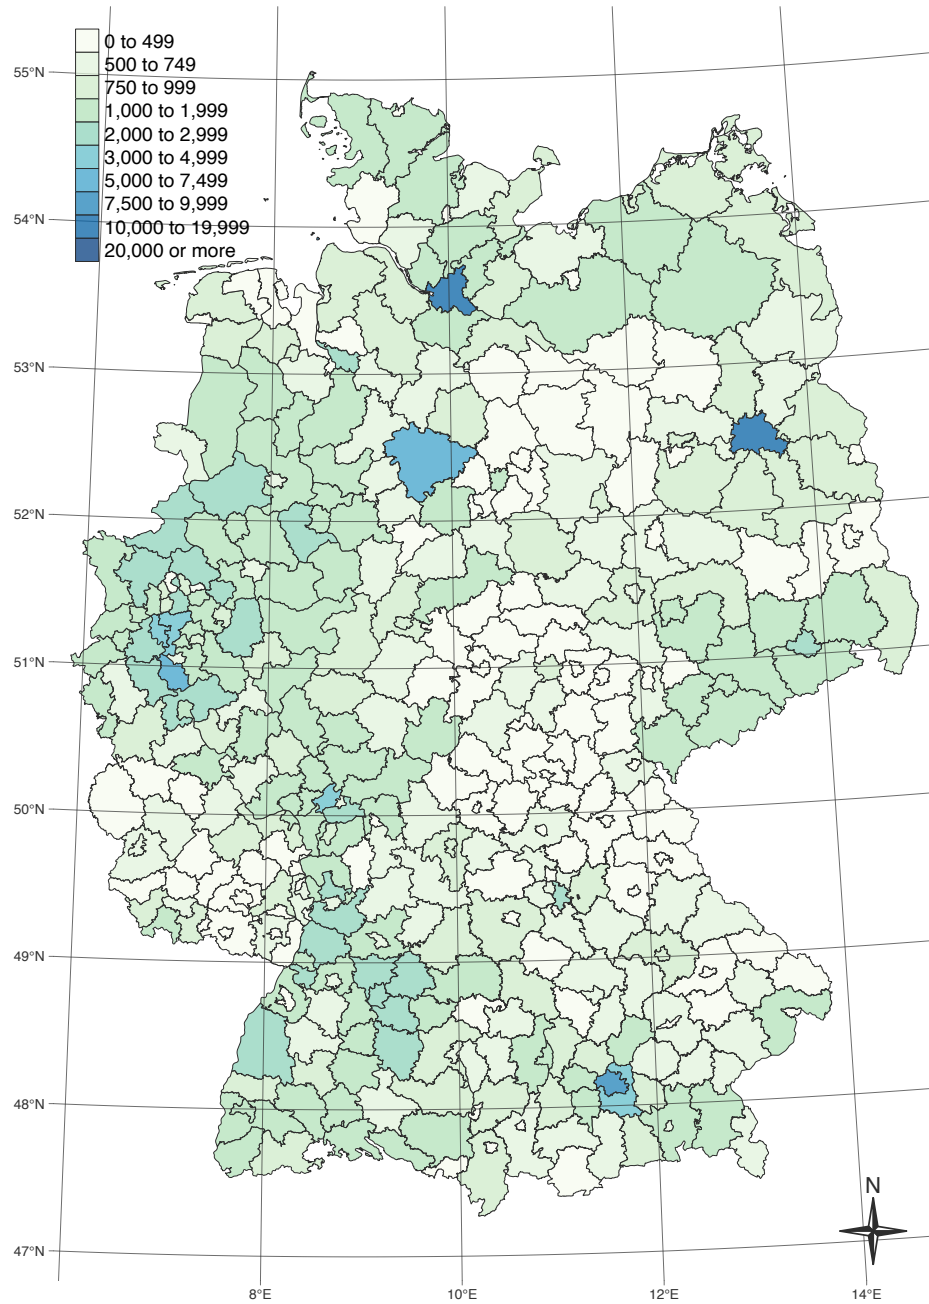 0 to 499
500 to 749
750 to 999
1,000 to 1,999
2,000 to 2,999
3,000 to 4,999
5,000 to 7,499
7,500 to 9,999
10,000 to 19,999
20,000 or more
55°N
54°N
53°N
52°N
51°N
50°N
49°N
48°N
47°N
N
8°E
10°E
12°E
14°E